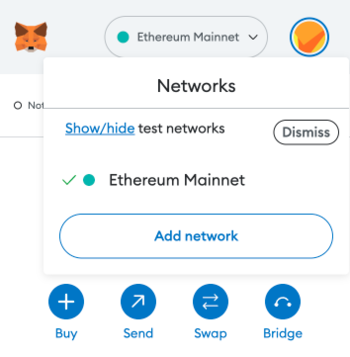 Ethereum Mainnet
Networks
Not
Show/hide test networks
Dismiss
Ethereum Mainnet
Add network
Buy
Send
Swap
Bridge